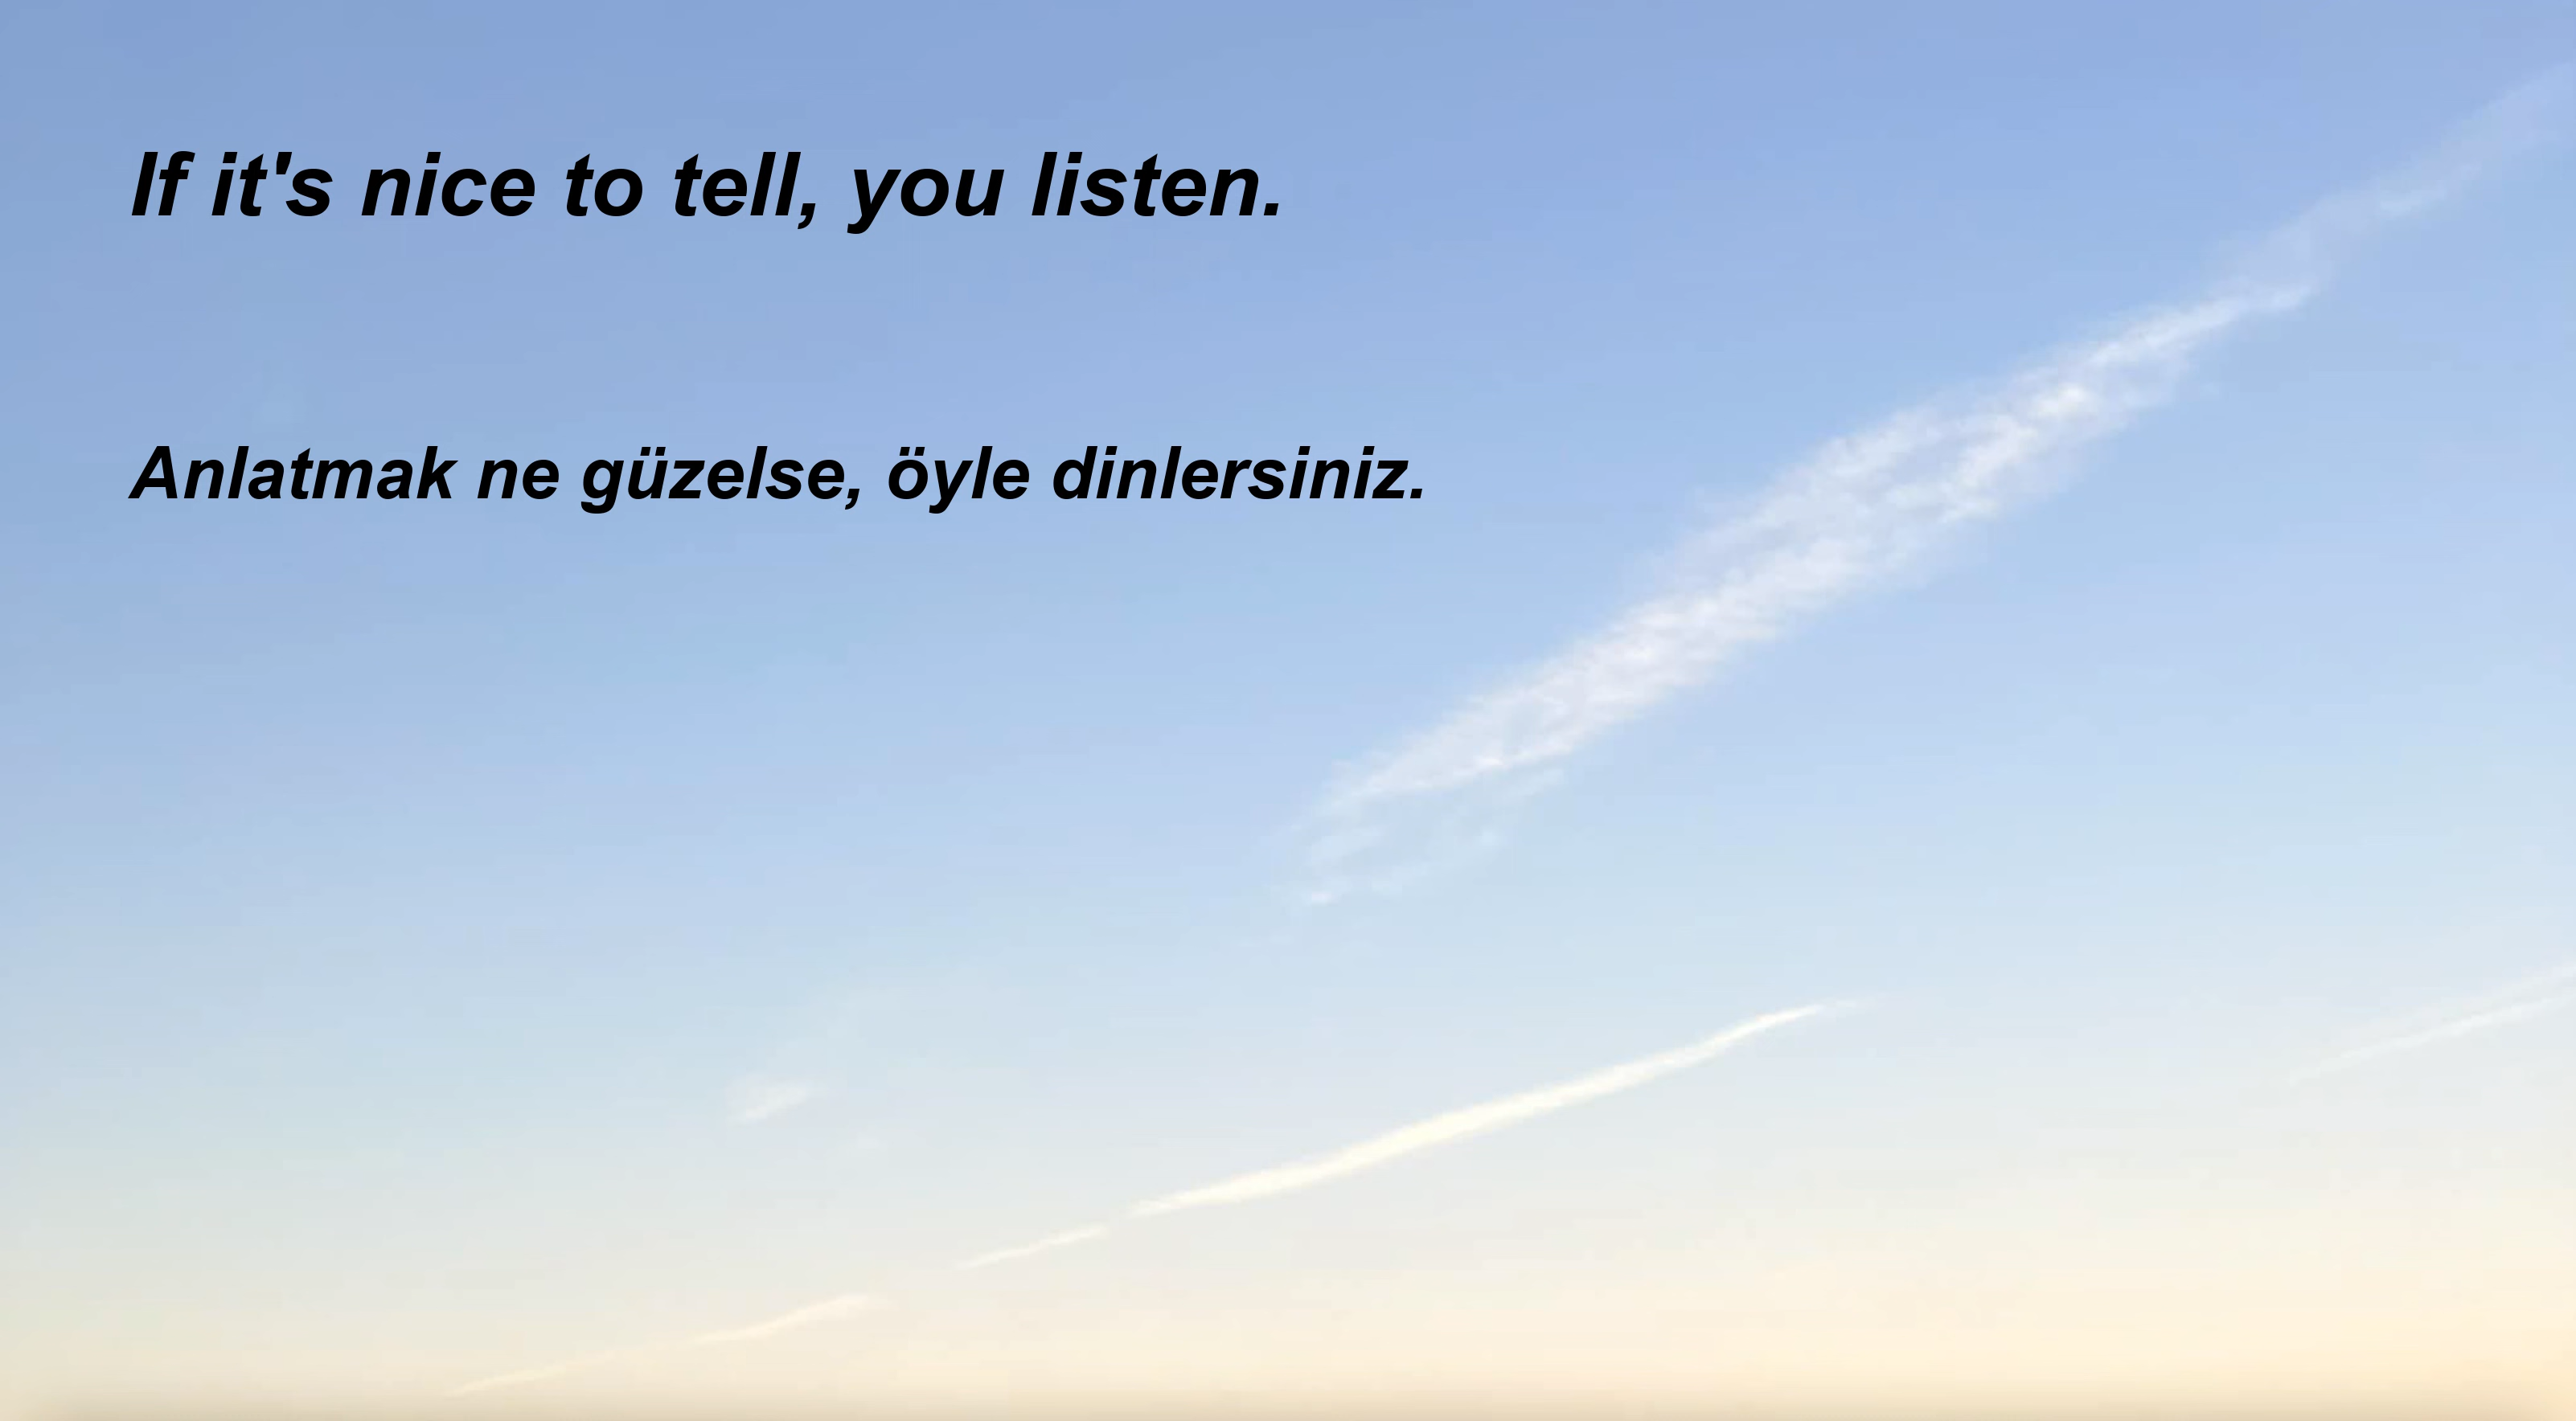 If it's nice to tell, you listen.
Anlatmak ne güzelse, öyle dinlersiniz.